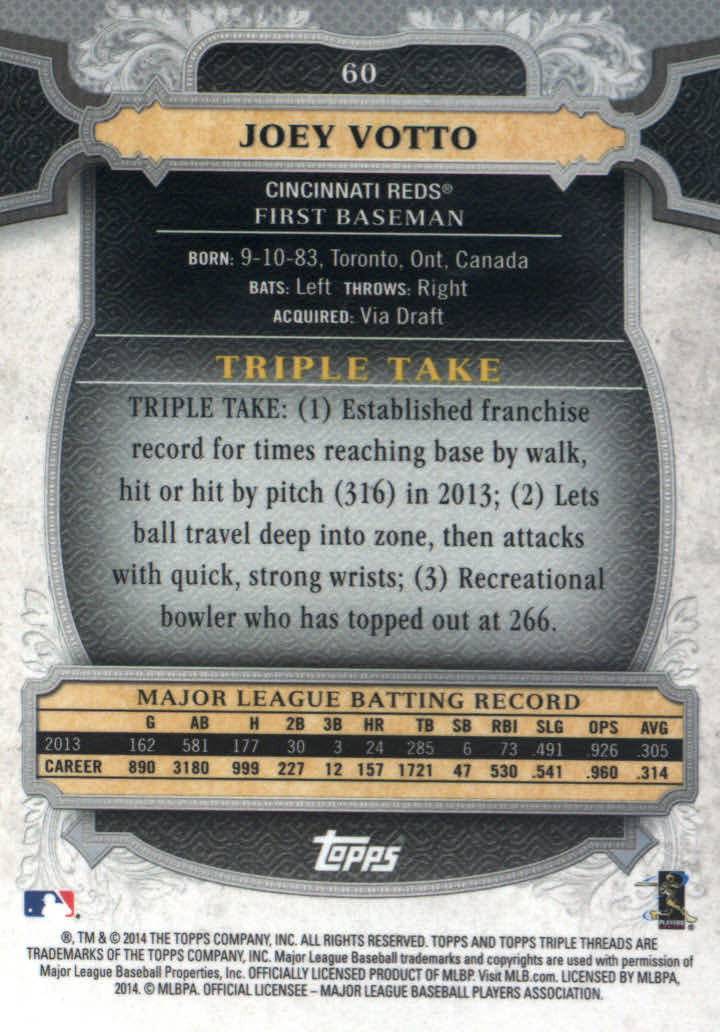 60
JOEY VOTTO
CINCINNATI REDS®
FIRST BASEMAN
BORN: 9-10-83, Toronto, Ont, Canada
BATS: Left THROWS: Right
ACQUIRED: Via Draft
TRIPLE TAKE
TRIPLE TAKE: (1) Established franchise
record for times reaching base by walk,
hit or hit by pitch (316) in 2013; (2) Lets
ball travel deep into zone, then attacks
with quick, strong wrists; (3) Recreational
bowler who has topped out at 266.
MAJOR LEAGUE BATTING RECORD
G AB H 2B 3B HR TB SB RBI SLG OPS AVG
2013 162 581 177 30 3 24 285 6 73 .491 .926 .305
CAREER 890 3180 999 227 12 157 1721 47 530 .541 .960 .314
topps
PLAYERS
®, TM & © 2014 THE TOPPS COMPANY, INC. ALL RIGHTS RESERVED. TOPPS AND TOPPS TRIPLE THREADS ARE
TRADEMARKS OF THE TOPPS COMPANY, INC. Major League Baseball trademarks and copyrights are used with permission of
Major League Baseball Properties, Inc. OFFICIALLY LICENSED PRODUCT OF MLBP. Visit MLB.com. LICENSED BY MLBPA,
2014. © MLBPA. OFFICIAL LICENSEE – MAJOR LEAGUE BASEBALL PLAYERS ASSOCIATION.